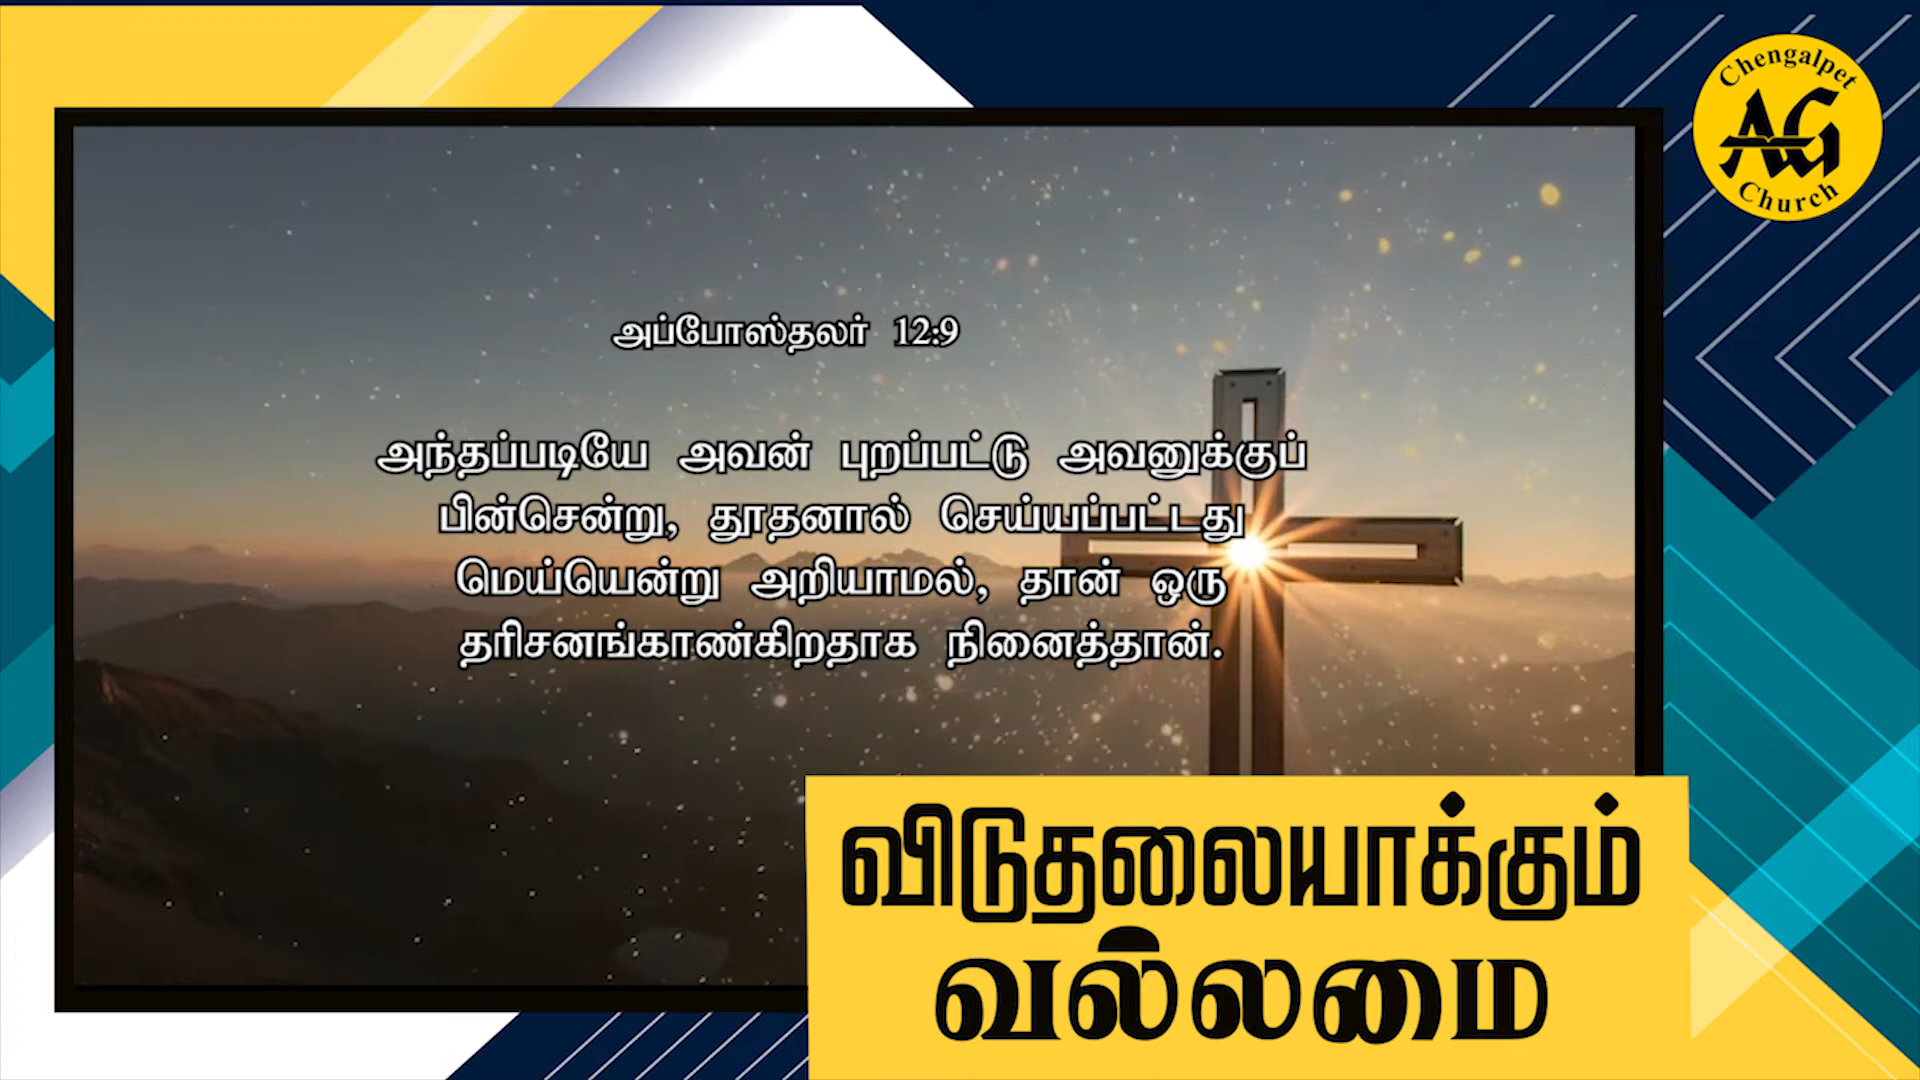 Chengalpet
AG
Church
அப்போஸ்தலர் 12:9
அந்தப்படியே அவன் புறப்பட்டு அவனுக்குப்
பின்சென்று, தூதனால் செய்யப்பட்டது
மெய்யென்று அறியாமல், தான் ஒரு
தரிசனங்காண்கிறதாக நினைத்தான்.
விடுதலையாக்கும்
வல்லமை